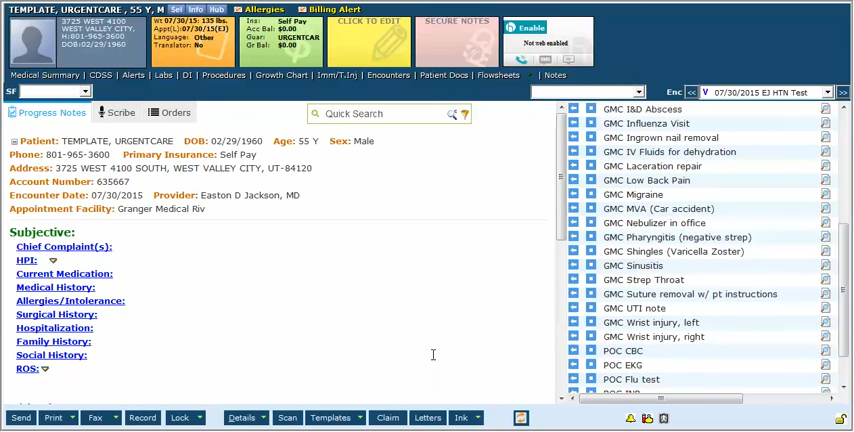 TEMPLATE, URGENTCARE , 55 Y, M Sel Info Hub Allergies Billing Alert
3725 WEST 4100
WEST VALLEY CITY,
H:801-965-3600
DOB:02/29/1960
Wt 07/30/15: 135 lbs.
Appt(L):07/30/15(EJ)
Language: Other
Translator: No
Ins: Self Pay
Acc Bal: $0.00
Guar: URGENTCAR
Gr Bal: $0.00
CLICK TO EDIT
SECURE NOTES
Enable
Not web enabled
Medical Summary CDSS Alerts Labs DI Procedures Growth Chart Imm/T.Inj Encounters Patient Docs Flowsheets Notes
SF Enc << V 07/30/2015 EJ HTN Test >>
Progress Notes Scribe Orders Quick Search
Patient: TEMPLATE, URGENTCARE DOB: 02/29/1960 Age: 55 Y Sex: Male
Phone: 801-965-3600 Primary Insurance: Self Pay
Address: 3725 WEST 4100 SOUTH, WEST VALLEY CITY, UT-84120
Account Number: 635667
Encounter Date: 07/30/2015 Provider: Easton D Jackson, MD
Appointment Facility: Granger Medical Riv
Subjective:
Chief Complaint(s):
HPI:
Current Medication:
Medical History:
Allergies/Intolerance:
Surgical History:
Hospitalization:
Family History:
Social History:
ROS:
GMC I&D Abscess
GMC Influenza Visit
GMC Ingrown nail removal
GMC IV Fluids for dehydration
GMC Laceration repair
GMC Low Back Pain
GMC Migraine
GMC MVA (Car accident)
GMC Nebulizer in office
GMC Pharyngitis (negative strep)
GMC Shingles (Varicella Zoster)
GMC Sinusitis
GMC Strep Throat
GMC Suture removal w/ pt instructions
GMC UTI note
GMC Wrist injury, left
GMC Wrist injury, right
POC CBC
POC EKG
POC Flu test
Send Print Fax Record Lock Details Scan Templates Claim Letters Ink